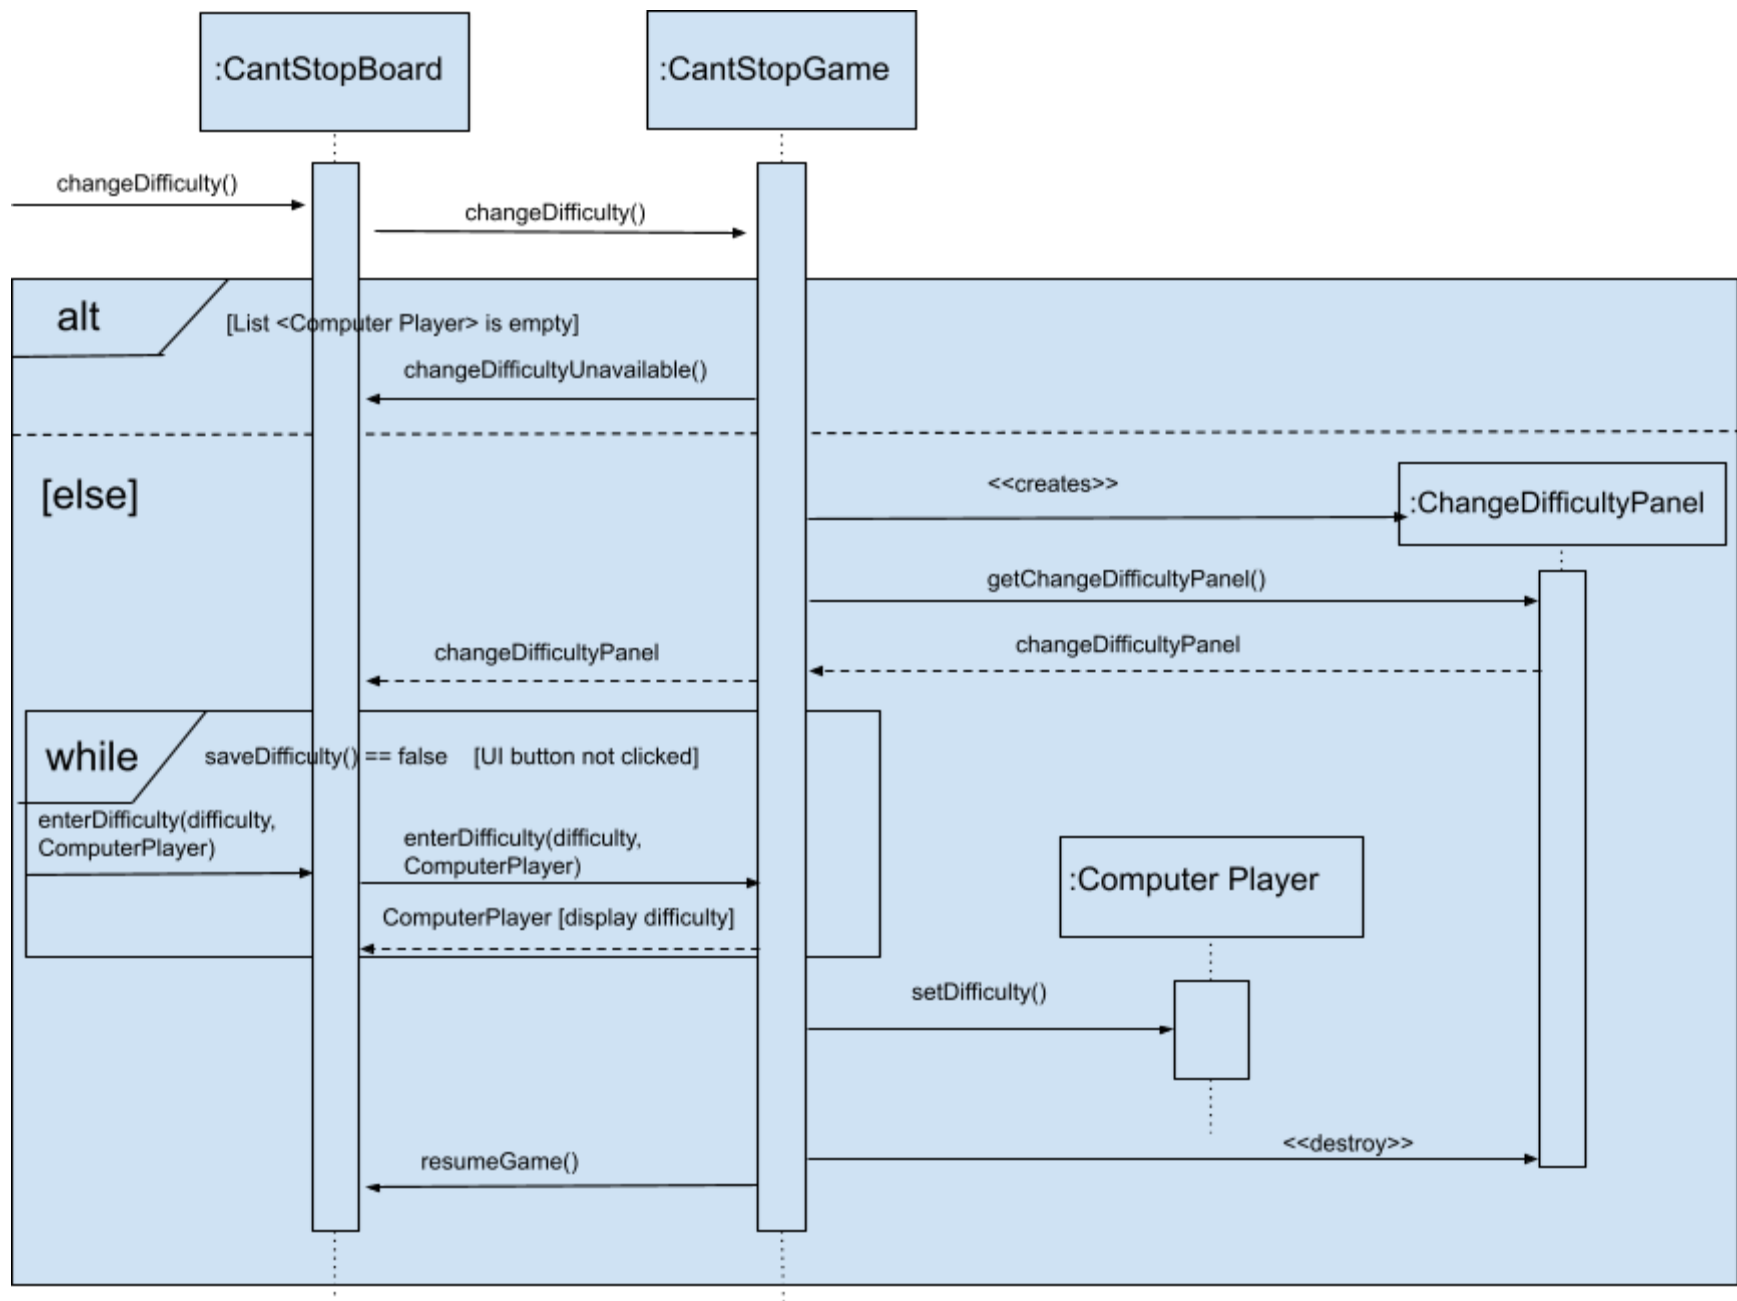 :CantStopBoard
:CantStopGame
changeDifficulty()
changeDifficulty()
alt
[List <Computer Player> is empty]
changeDifficultyUnavailable()
[else]
<<creates>>
:ChangeDifficultyPanel
getChangeDifficultyPanel()
changeDifficultyPanel
changeDifficultyPanel
while
saveDifficulty() == false [UI button not clicked]
enterDifficulty(difficulty,
ComputerPlayer)
enterDifficulty(difficulty,
ComputerPlayer)
:Computer Player
ComputerPlayer [display difficulty]
setDifficulty()
<<destroy>>
resumeGame()